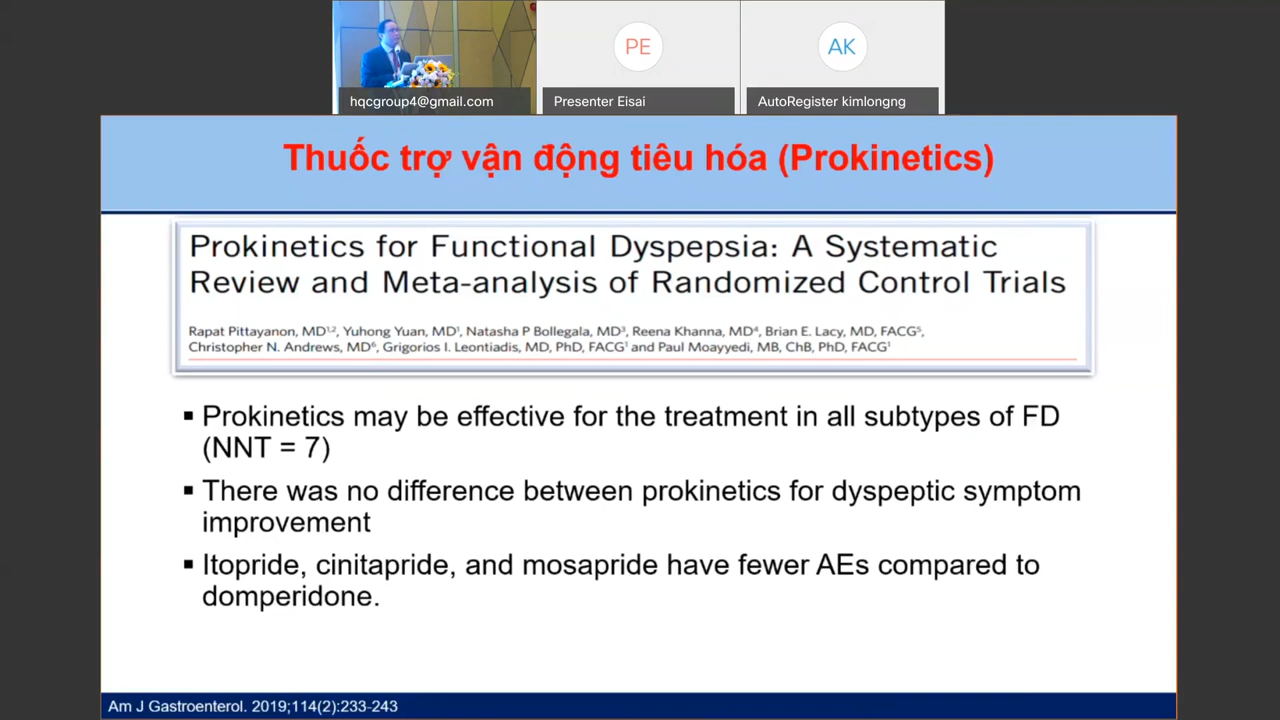 PE
AK
hqcgroup4@gmail.com
Presenter Eisai
AutoRegister kimlongng
Thuốc trợ vận động tiêu hóa (Prokinetics)
Prokinetics for Functional Dyspepsia: A Systematic
Review and Meta-analysis of Randomized Control Trials
Rapat Pittayanon, MD1,2, Yuhong Yuan, MD1, Natasha P Bollegala, MD3, Reena Khanna, MD4, Brian E. Lacy, MD, FACG5,
Christopher N. Andrews, MD6, Grigorios I. Leontiadis, MD, PhD, FACG1 and Paul Moayyedi, MB, ChB, PhD, FACG1
▪ Prokinetics may be effective for the treatment in all subtypes of FD
(NNT = 7)
▪ There was no difference between prokinetics for dyspeptic symptom
improvement
▪ Itopride, cinitapride, and mosapride have fewer AEs compared to
domperidone.
Am J Gastroenterol. 2019;114(2):233-243